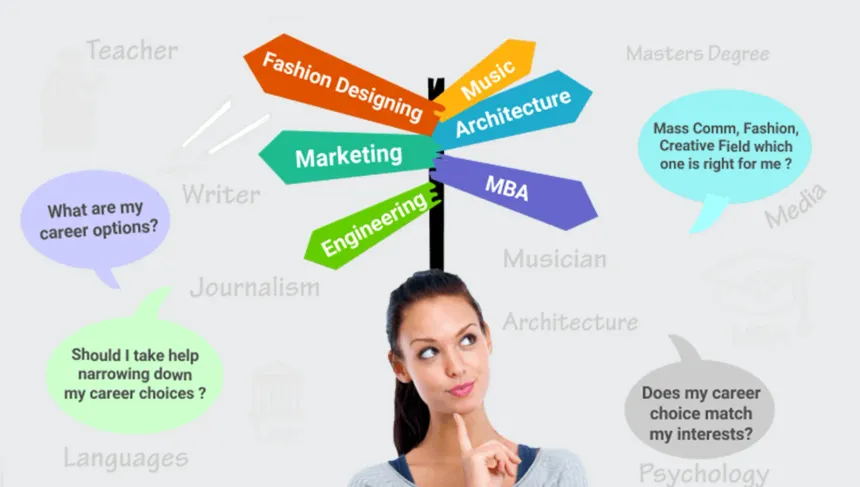 Teacher
Fashion Designing
Music
Masters Degree
Architecture
Mass Comm, Fashion,
Creative Field which
one is right for me ?
Marketing
Writer
MBA
Media
What are my
career options?
Engineering
Musician
Journalism
Architecture
Should I take help
narrowing down
my career choices ?
MBA
Does my career
choice match
my interests?
Languages
Psychology